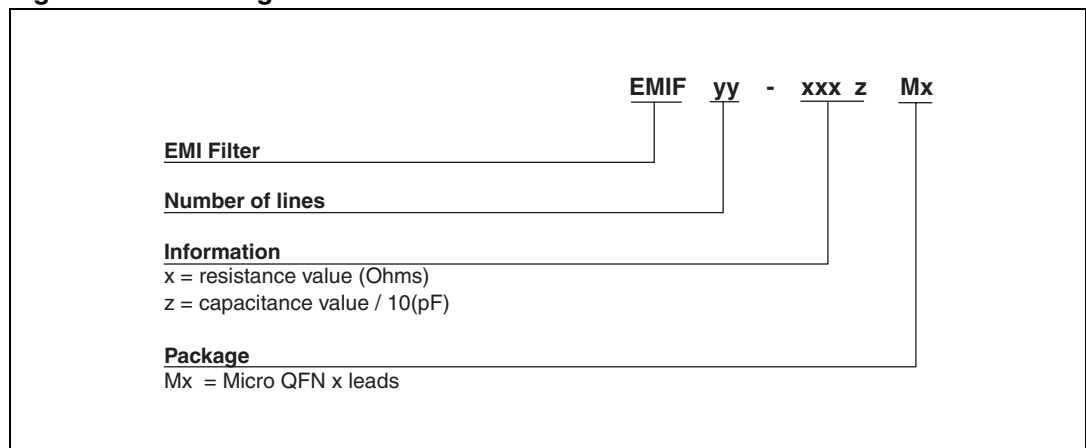 EMIF yy - xxx z Mx
EMI Filter
Number of lines
Information
x = resistance value (Ohms)
z = capacitance value / 10(pF)
Package
Mx = Micro QFN x leads